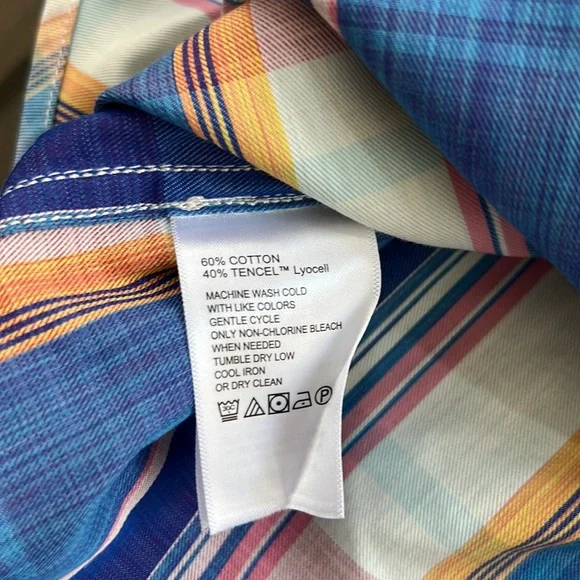 60% COTTON
40% TENCEL™ Lyocell
MACHINE WASH COLD
WITH LIKE COLORS
GENTLE CYCLE
ONLY NON-CHLORINE BLEACH
WHEN NEEDED
TUMBLE DRY LOW
COOL IRON
OR DRY CLEAN
30C P